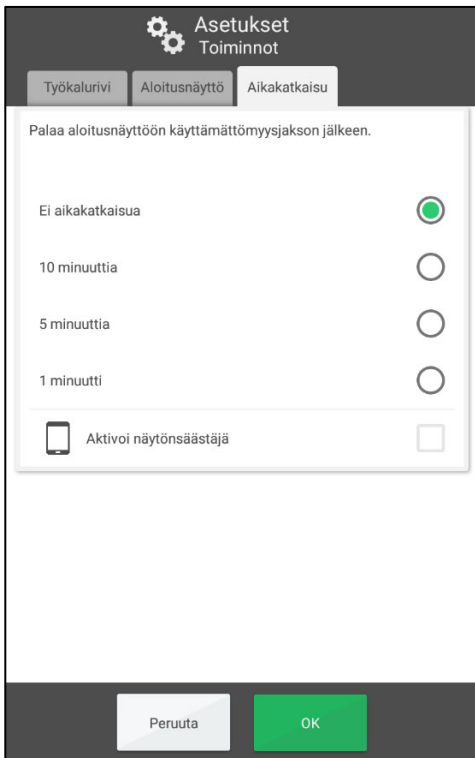 Asetukset
Toiminnot
Työkalurivi Aloitusnäyttö Aikakatkaisu
Palaa aloitusnäyttöön käyttämättömyysjakson jälkeen.
Ei aikakatkaisua
10 minuuttia
5 minuuttia
1 minuutti
Aktivoi näytönsäästäjä
Peruuta OK